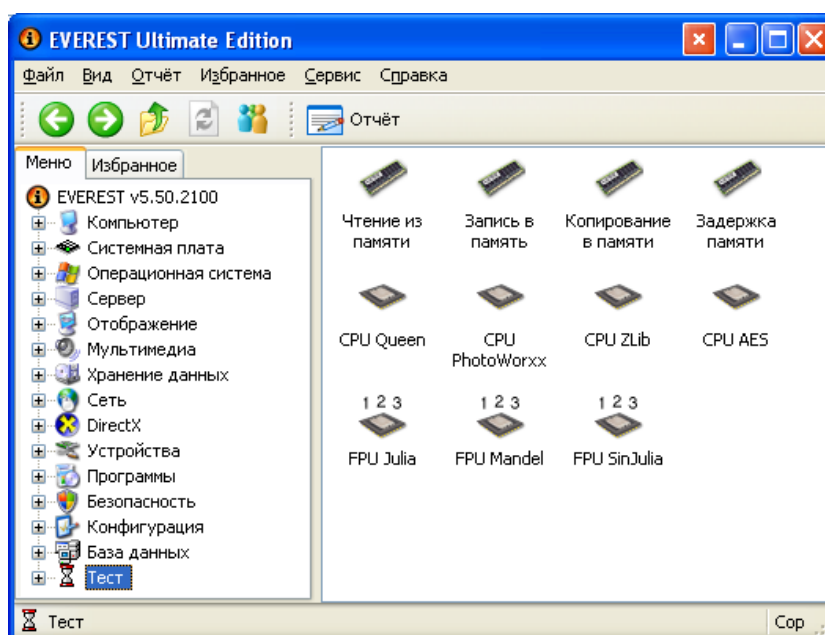 EVEREST Ultimate Edition
Файл Вид Отчёт Избранное Сервис Справка
Отчёт
Меню Избранное
EVEREST v5.50.2100
Компьютер
Системная плата
Операционная система
Сервер
Отображение
Мультимедиа
Хранение данных
Сеть
DirectX
Устройства
Программы
Безопасность
Конфигурация
База данных
Тест
Чтение из Запись в Копирование Задержка
памяти память в памяти памяти
CPU Queen CPU CPU ZLib CPU AES
PhotoWorxx
1 2 3 1 2 3 1 2 3
FPU Julia FPU Mandel FPU SinJulia
Тест Cop